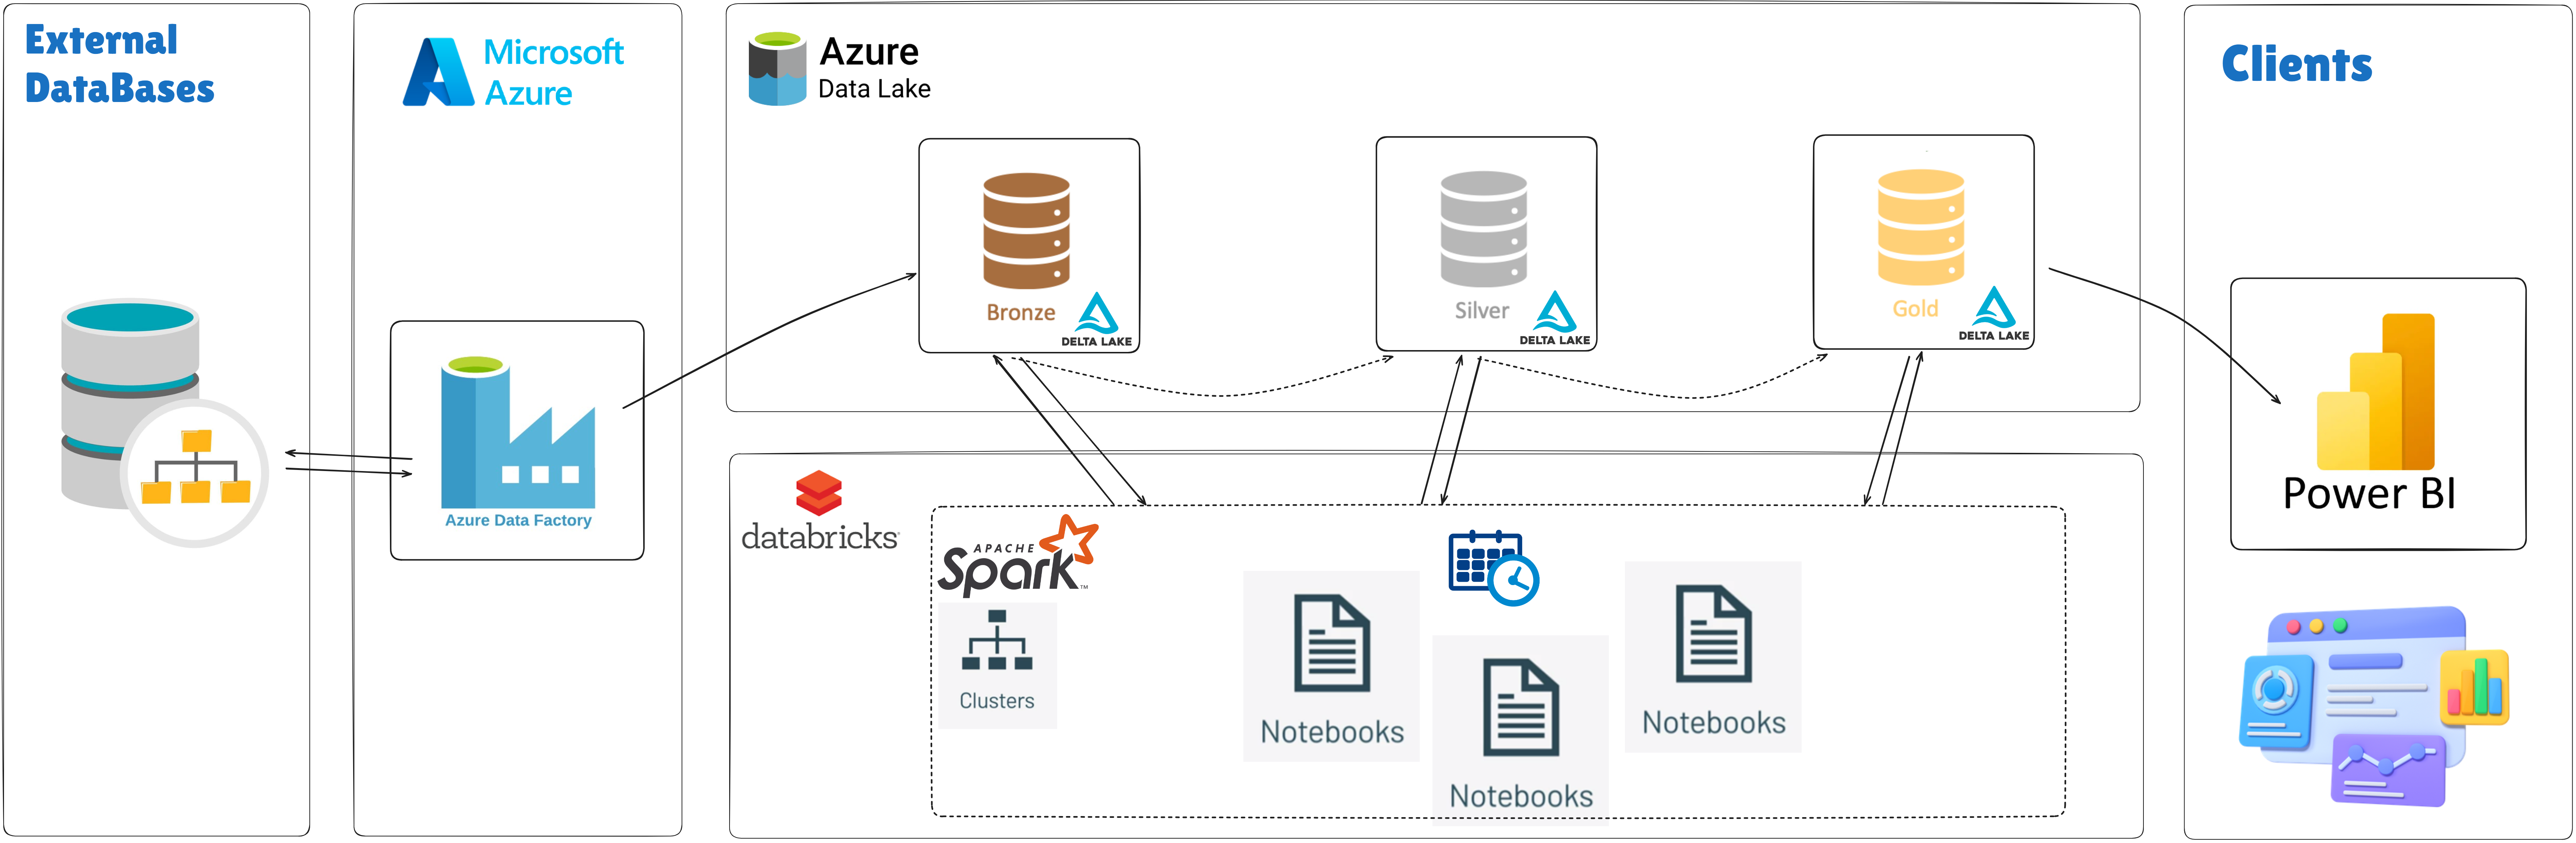 External
DataBases
Microsoft
Azure
Azure Data Factory
Azure
Data Lake
Bronze
DELTA LAKE
Silver
DELTA LAKE
Gold
DELTA LAKE
databricks
APACHE
Spark™
Clusters
Notebooks
Notebooks
Notebooks
Clients
Power BI